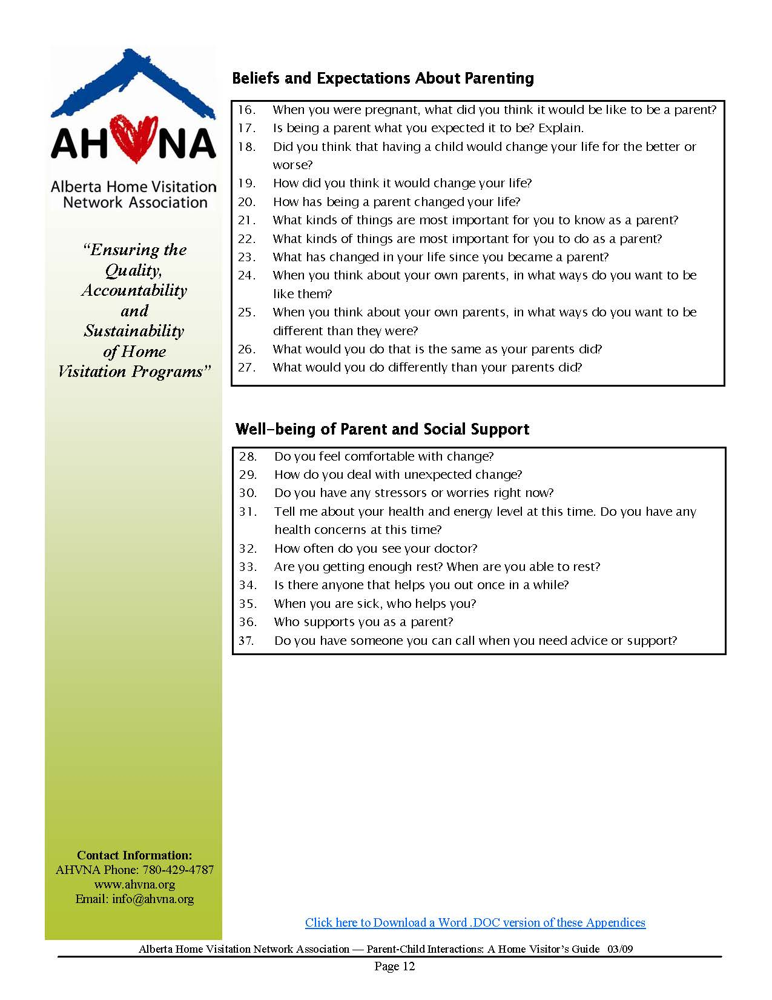 AHVNA
Alberta Home Visitation
Network Association
“Ensuring the
Quality,
Accountability
and
Sustainability
of Home
Visitation Programs”
Beliefs and Expectations About Parenting
16. When you were pregnant, what did you think it would be like to be a parent?
17. Is being a parent what you expected it to be? Explain.
18. Did you think that having a child would change your life for the better or
worse?
19. How did you think it would change your life?
20. How has being a parent changed your life?
21. What kinds of things are most important for you to know as a parent?
22. What kinds of things are most important for you to do as a parent?
23. What has changed in your life since you became a parent?
24. When you think about your own parents, in what ways do you want to be
like them?
25. When you think about your own parents, in what ways do you want to be
different than they were?
26. What would you do that is the same as your parents did?
27. What would you do differently than your parents did?
Well-being of Parent and Social Support
28. Do you feel comfortable with change?
29. How do you deal with unexpected change?
30. Do you have any stressors or worries right now?
31. Tell me about your health and energy level at this time. Do you have any
health concerns at this time?
32. How often do you see your doctor?
33. Are you getting enough rest? When are you able to rest?
34. Is there anyone that helps you out once in a while?
35. When you are sick, who helps you?
36. Who supports you as a parent?
37. Do you have someone you can call when you need advice or support?
Contact Information:
AHVNA Phone: 780-429-4787
www.ahvna.org
Email: info@ahvna.org
Click here to Download a Word .DOC version of these Appendices
Alberta Home Visitation Network Association — Parent-Child Interactions: A Home Visitor’s Guide 03/09
Page 12